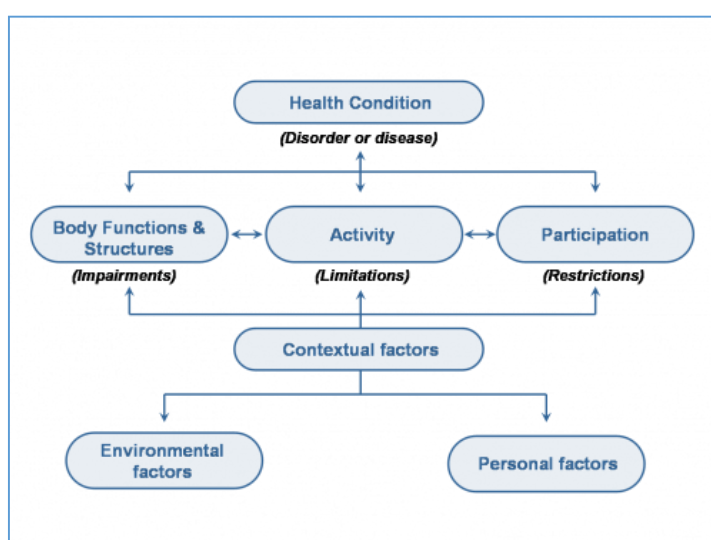 Health Condition
(Disorder or disease)
Body Functions &
Structures
Activity
Participation
(Impairments)
(Limitations)
(Restrictions)
Contextual factors
Environmental
factors
Personal factors